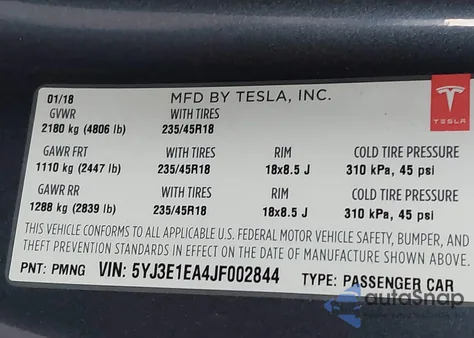 01/18 MFD BY TESLA, INC.
GVWR WITH TIRES
2180 kg (4806 lb) 235/45R18
TESLA
GAWR FRT WITH TIRES RIM COLD TIRE PRESSURE
1110 kg (2447 lb) 235/45R18 18x8.5 J 310 kPa, 45 psi
GAWR RR WITH TIRES RIM COLD TIRE PRESSURE
1288 kg (2839 lb) 235/45R18 18x8.5 J 310 kPa, 45 psi
THIS VEHICLE CONFORMS TO ALL APPLICABLE U.S. FEDERAL MOTOR VEHICLE SAFETY, BUMPER, AND
THEFT PREVENTION STANDARDS IN EFFECT ON THE DATE OF MANUFACTURE SHOWN ABOVE.
PNT: PMNG VIN: 5YJ3E1EA4JF002844 TYPE: PASSENGER CAR
autoSnap